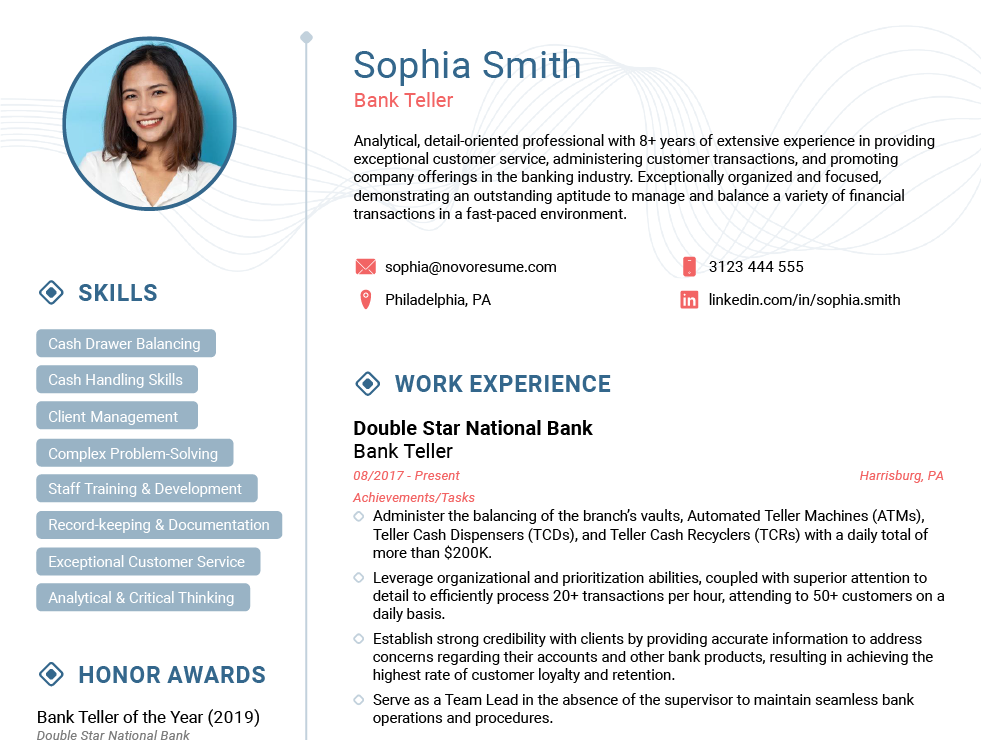 Sophia Smith
Bank Teller
Analytical, detail-oriented professional with 8+ years of extensive experience in providing
exceptional customer service, administering customer transactions, and promoting
company offerings in the banking industry. Exceptionally organized and focused,
demonstrating an outstanding aptitude to manage and balance a variety of financial
transactions in a fast-paced environment.
sophia@novoresume.com
3123 444 555
Philadelphia, PA
linkedin.com/in/sophia.smith
SKILLS
Cash Drawer Balancing
Cash Handling Skills
Client Management
Complex Problem-Solving
Staff Training & Development
Record-keeping & Documentation
Exceptional Customer Service
Analytical & Critical Thinking
HONOR AWARDS
Bank Teller of the Year (2019)
Double Star National Bank
WORK EXPERIENCE
Double Star National Bank
Bank Teller
08/2017 - Present
Harrisburg, PA
Achievements/Tasks
Administer the balancing of the branch’s vaults, Automated Teller Machines (ATMs),
Teller Cash Dispensers (TCDs), and Teller Cash Recyclers (TCRs) with a daily total of
more than $200K.
Leverage organizational and prioritization abilities, coupled with superior attention to
detail to efficiently process 20+ transactions per hour, attending to 50+ customers on a
daily basis.
Establish strong credibility with clients by providing accurate information to address
concerns regarding their accounts and other bank products, resulting in achieving the
highest rate of customer loyalty and retention.
Serve as a Team Lead in the absence of the supervisor to maintain seamless bank
operations and procedures.